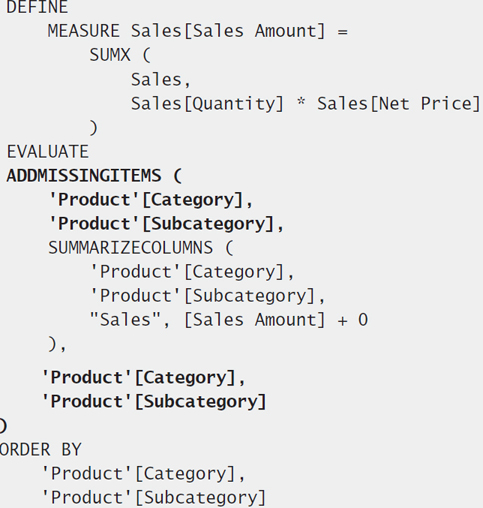 DEFINE
MEASURE Sales[Sales Amount] =
SUMX (
Sales,
Sales[Quantity] * Sales[Net Price]
)
EVALUATE
ADDMISSINGITEMS (
'Product'[Category],
'Product'[Subcategory],
SUMMARIZECOLUMNS (
'Product'[Category],
'Product'[Subcategory],
"Sales", [Sales Amount] + 0
),
'Product'[Category],
'Product'[Subcategory]
)
ORDER BY
'Product'[Category],
'Product'[Subcategory]